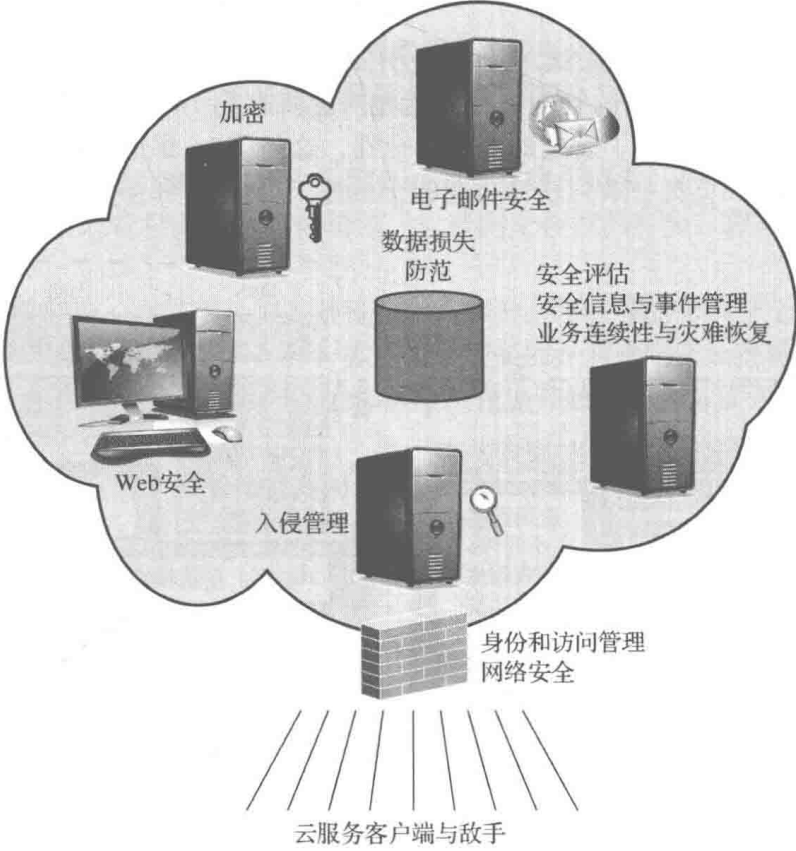 加密
电子邮件安全
数据损失
防范
安全评估
安全信息与事件管理
业务连续性与灾难恢复
Web安全
入侵管理
身份和访问管理
网络安全
云服务客户端与敌手